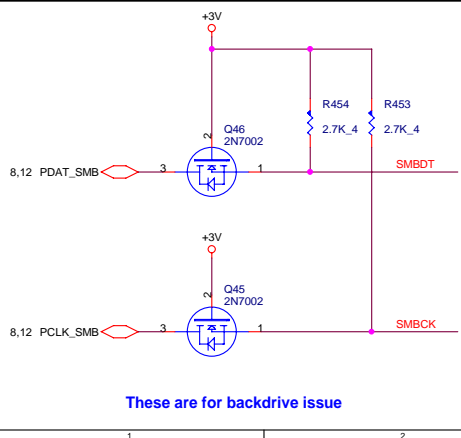 +3V
R454
R453
2.7K_4
2.7K_4
Q46
2N7002
2
8,12 PDAT_SMB
3
1
SMBDT
+3V
Q45
2N7002
2
8,12 PCLK_SMB
3
1
SMBCK
These are for backdrive issue
1
2